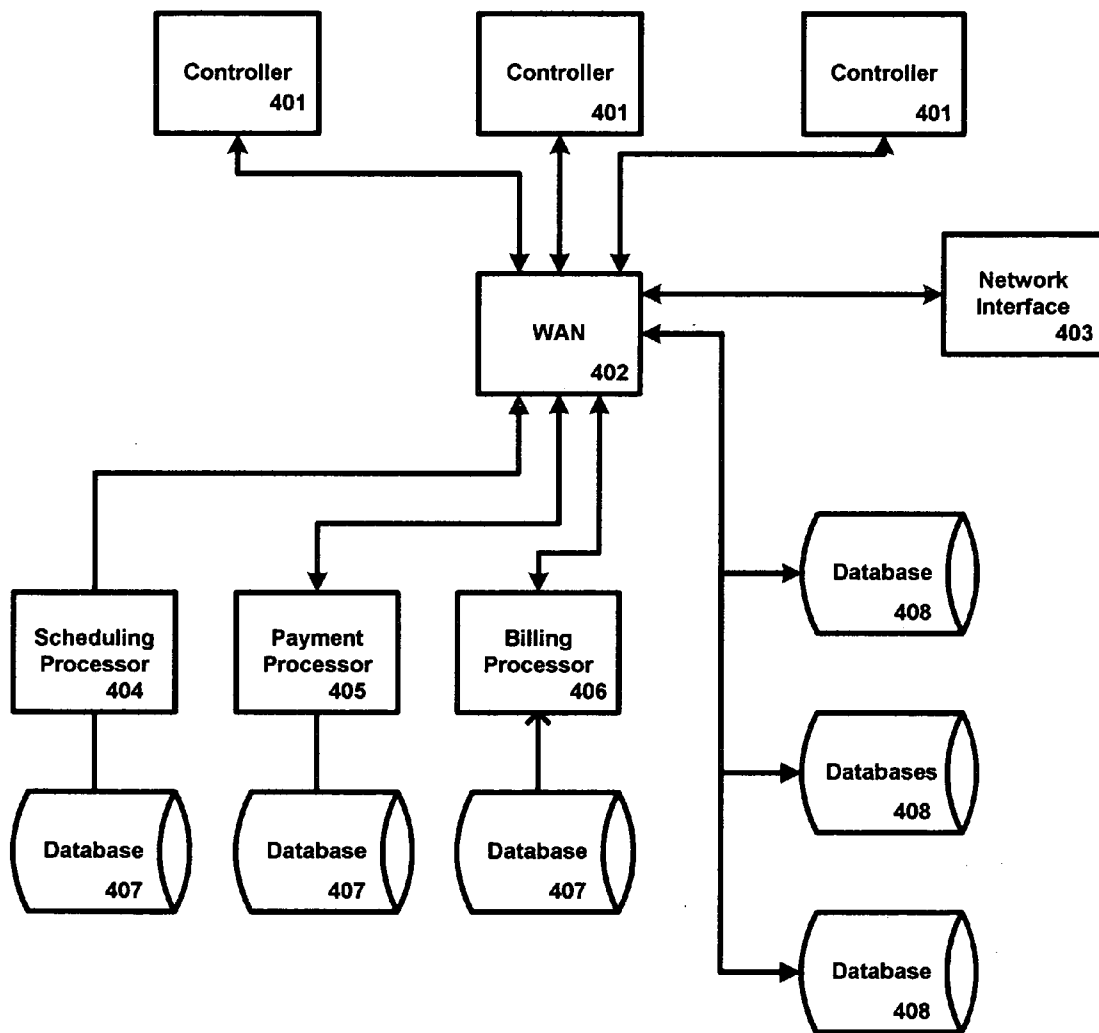 Controller
401
Controller
401
Controller
401
Network
Interface
403
WAN
402
Database
408
Scheduling
Processor
404
Payment
Processor
405
Billing
Processor
406
Databases
408
Database
407
Database
407
Database
407
Database
408